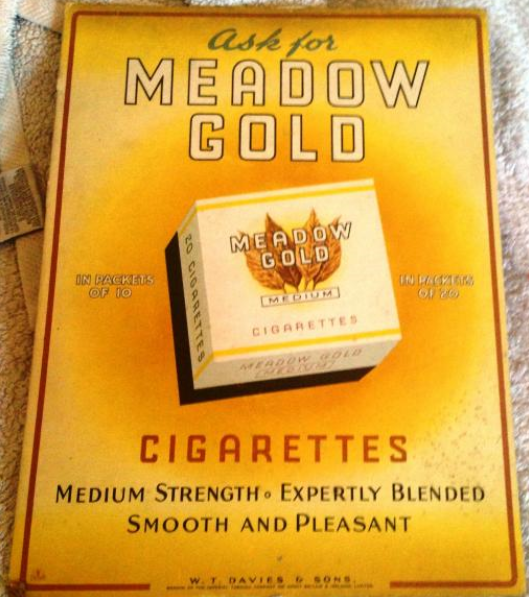 Ask for
MEADOW
GOLD
20 CIGARETTES
MEADOW
GOLD
MEDIUM
CIGARETTES
MEADOW GOLD
MEDIUM
IN PACKETS
OF 10
IN PACKETS
OF 20
CIGARETTES
MEDIUM STRENGTH • EXPERTLY BLENDED
SMOOTH AND PLEASANT
W. T. DAVIES & SONS.